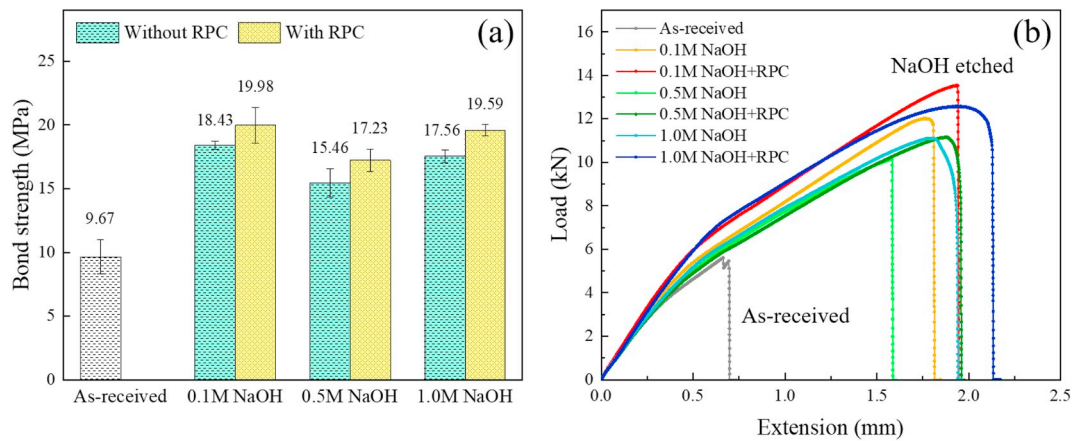 Without RPC
With RPC
(a)
Bond strength (MPa)
25
20
15
10
5
0
9.67
18.43
19.98
15.46
17.23
17.56
19.59
As-received
0.1M NaOH
0.5M NaOH
1.0M NaOH
(b)
As-received
0.1M NaOH
0.1M NaOH+RPC
0.5M NaOH
0.5M NaOH+RPC
1.0M NaOH
1.0M NaOH+RPC
NaOH etched
As-received
Load (kN)
16
14
12
10
8
6
4
2
0
0.0
0.5
1.0
1.5
2.0
2.5
Extension (mm)